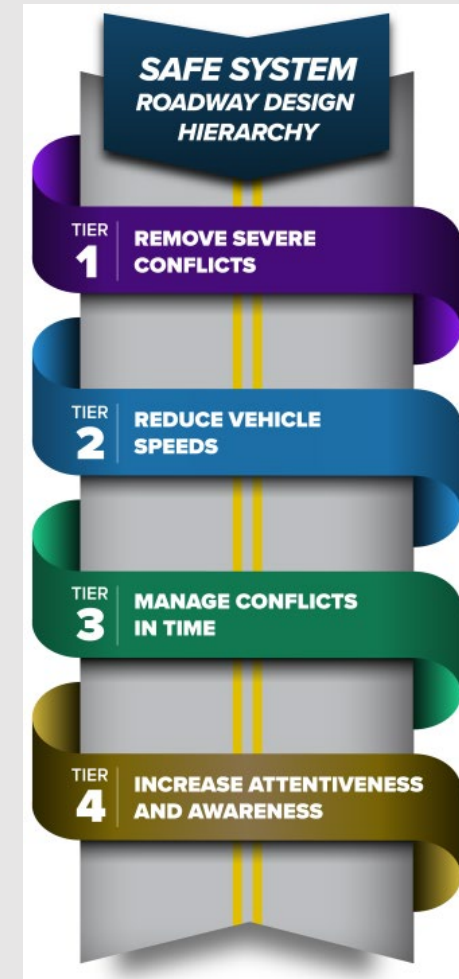 SAFE SYSTEM
ROADWAY DESIGN
HIERARCHY
TIER
1
REMOVE SEVERE
CONFLICTS
TIER
2
REDUCE VEHICLE
SPEEDS
TIER
3
MANAGE CONFLICTS
IN TIME
TIER
4
INCREASE ATTENTIVENESS
AND AWARENESS